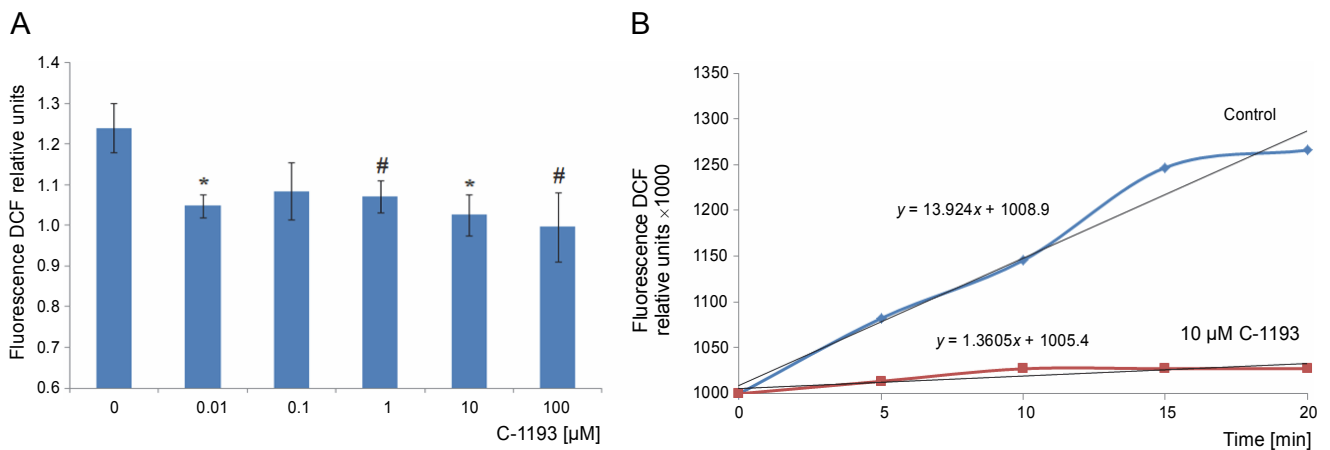 A
Fluorescence DCF relative units
1.4
1.3
1.2
1.1
1.0
0.9
0.8
0.7
0.6
*
#
*
#
0 0.01 0.1 1 10 100
C-1193 [µM]
B
Fluorescence DCF
relative units ×1000
1350
1300
1250
1200
1150
1100
1050
1000
Control
y = 13.924x + 1008.9
10 µM C-1193
y = 1.3605x + 1005.4
0 5 10 15 20
Time [min]